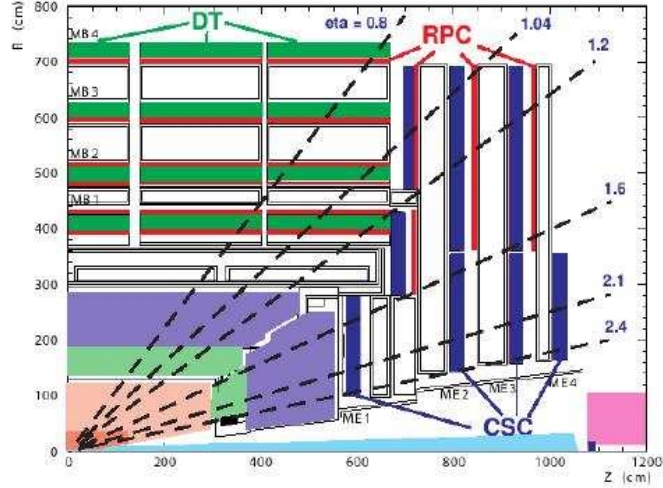 R (cm)
800
700
600
500
400
300
200
100
0
MB 4
MB 3
MB 2
MB 1
DT
eta = 0.8
RPC
1.04
1.2
1.6
2.1
2.4
ME 1
ME 2
ME 3
ME 4
CSC
0
200
400
600
800
1000
1200
Z (cm)